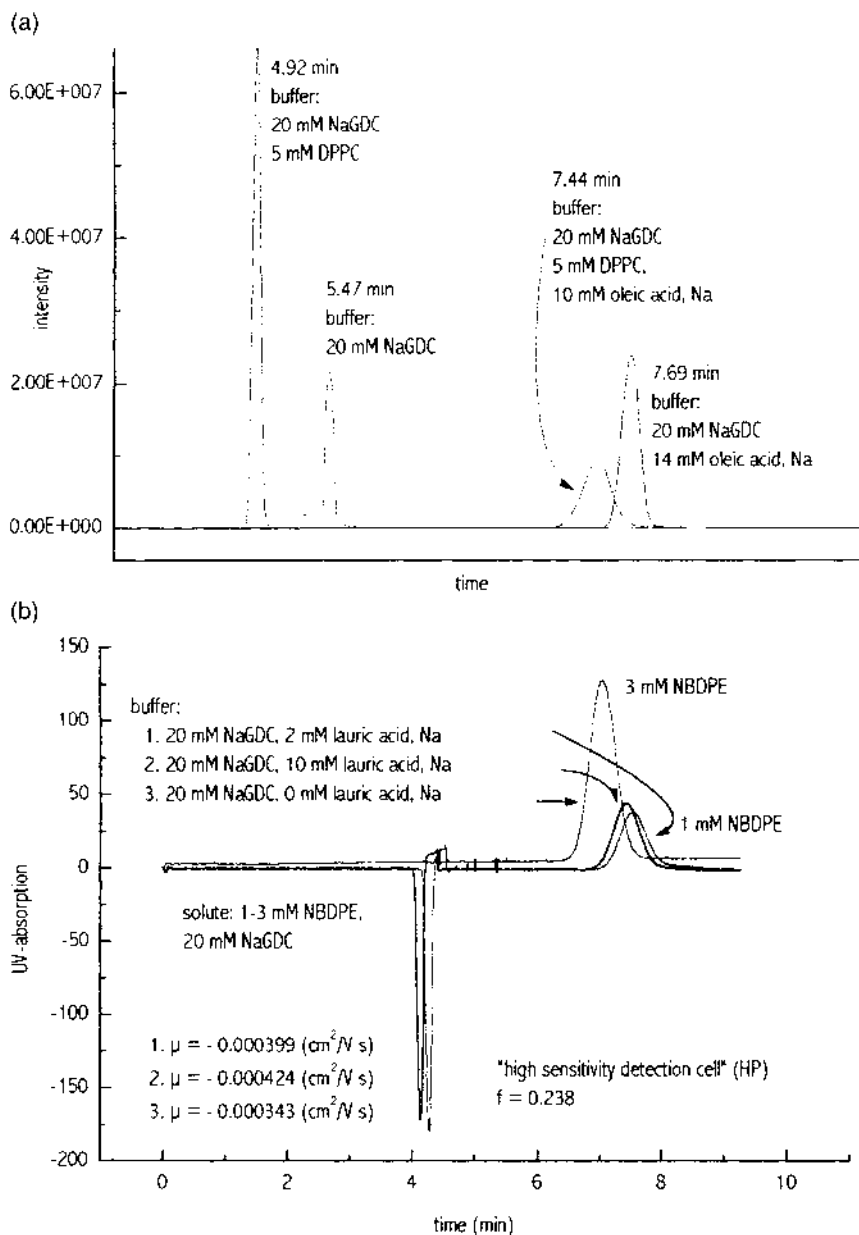 (a)
6.00E+007
4.00E+007
2.00E+007
0.00E+000
intensity
4.92 min
buffer:
20 mM NaGDC
5 mM DPPC
5.47 min
buffer:
20 mM NaGDC
7.44 min
buffer:
20 mM NaGDC
5 mM DPPC,
10 mM oleic acid, Na
7.69 min
buffer:
20 mM NaGDC
14 mM oleic acid, Na
time
(b)
150
125
100
75
50
25
0
-25
-50
-75
-100
-125
-150
-175
-200
UV-absorption
buffer:
1. 20 mM NaGDC, 2 mM lauric acid, Na
2. 20 mM NaGDC, 10 mM lauric acid, Na
3. 20 mM NaGDC, 0 mM lauric acid, Na
3 mM NBDPE
1 mM NBDPE
solute: 1-3 mM NBDPE,
20 mM NaGDC
1. μ = - 0.000399 (cm²/V s)
2. μ = - 0.000424 (cm²/V s)
3. μ = - 0.000343 (cm²/V s)
"high sensitivity detection cell" (HP)
f = 0.238
0 2 4 6 8 10
time (min)